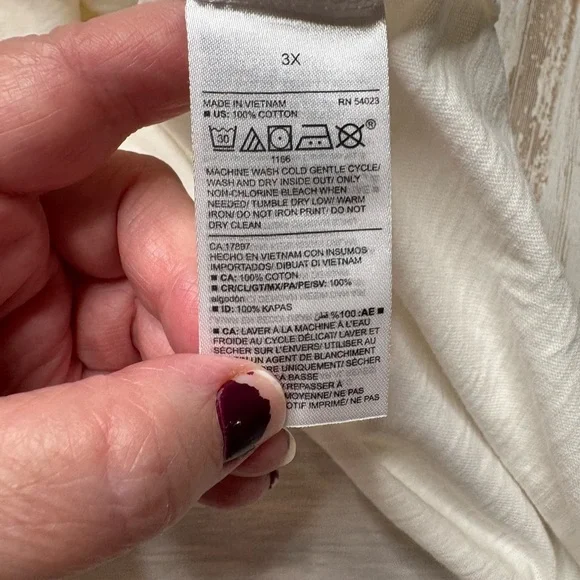 3X
MADE IN VIETNAM RN 54023
■ US: 100% COTTON
30
®
1166
MACHINE WASH COLD GENTLE CYCLE/
WASH AND DRY INSIDE OUT/ ONLY
NON-CHLORINE BLEACH WHEN
NEEDED/ TUMBLE DRY LOW/ WARM
IRON/ DO NOT IRON PRINT/ DO NOT
DRY CLEAN
CA 17897
HECHO EN VIETNAM CON INSUMOS
IMPORTADOS/ DIBUAT DI VIETNAM
■ CA: 100% COTON
■ CR/CL/GT/MX/PA/PE/SV: 100%
algodón
■ ID: 100% KAPAS
■ AE: 100% قطن
■ CA: LAVER À LA MACHINE À L'EAU
FROIDE AU CYCLE DÉLICAT/ LAVER ET
SÉCHER SUR L'ENVERS/ UTILISER AU
UN AGENT DE BLANCHIMENT
UNIQUEMENT/ SÉCHER
À BASSE
REPASSER À
MOYENNE/ NE PAS
MOTIF IMPRIMÉ/ NE PAS